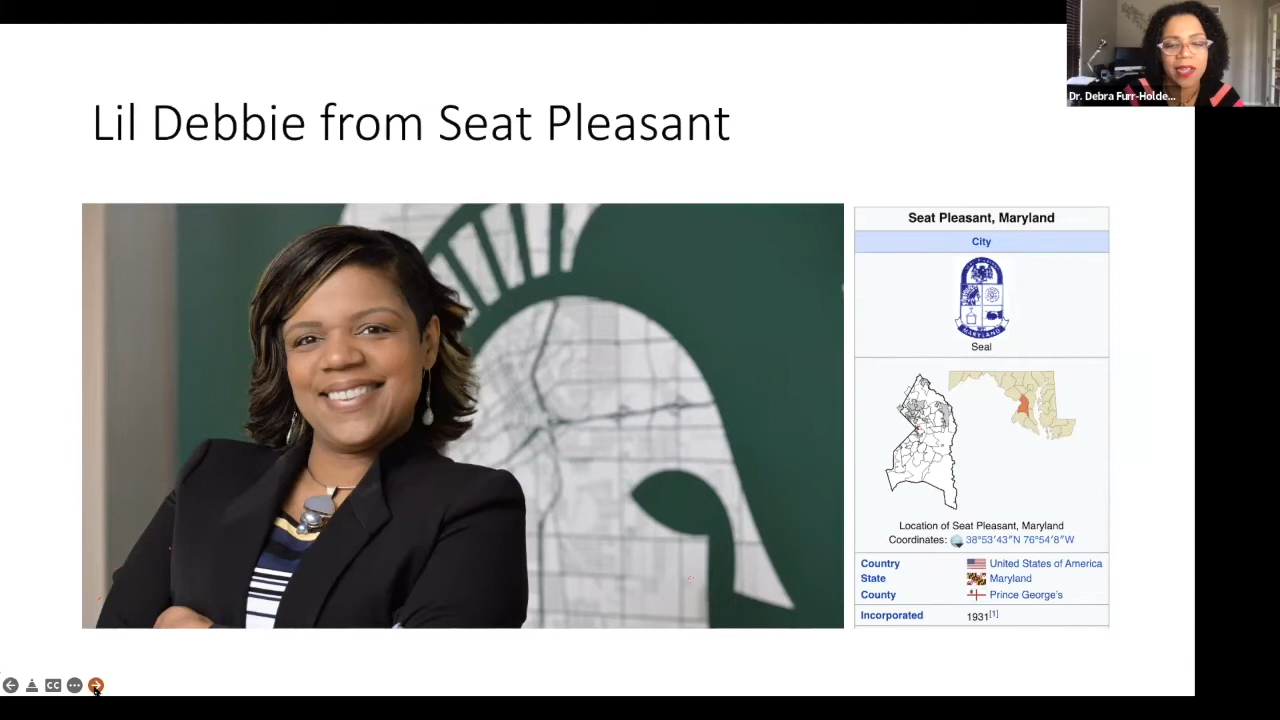 Dr. Debra Furr-Holde...
Lil Debbie from Seat Pleasant
Seat Pleasant, Maryland
City
MARYLAND
Seal
Location of Seat Pleasant, Maryland
Coordinates: 38°53′43″N 76°54′8″W
Country United States of America
State Maryland
County Prince George's
Incorporated 1931[1]
CC